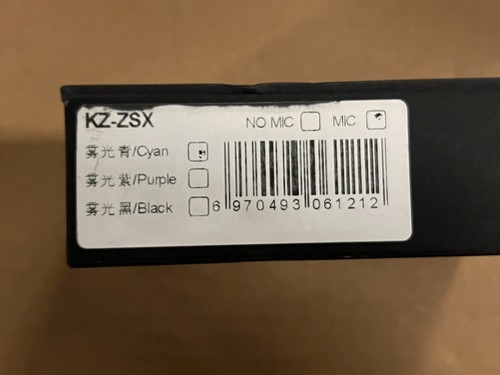 KZ-ZSX NO MIC MIC
雾光 青/Cyan
雾光 紫/Purple
雾光 黑/Black
6 970493 061212